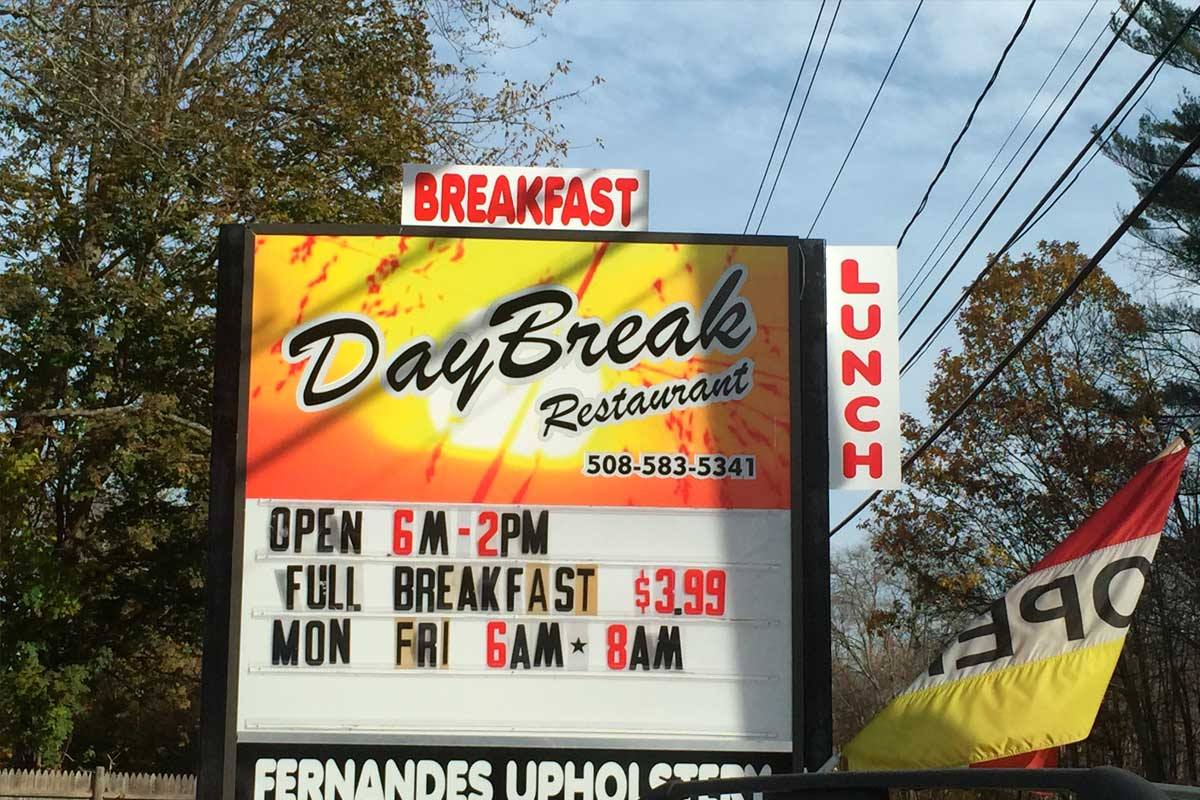 BREAKFAST
DayBreak
Restaurant
508-583-5341
LUNCH
OPEN 6M-2PM
FULL BREAKFAST $3.99
MON FRI 6AM★8AM
FERNANDES UPHOLSTERY
OPE